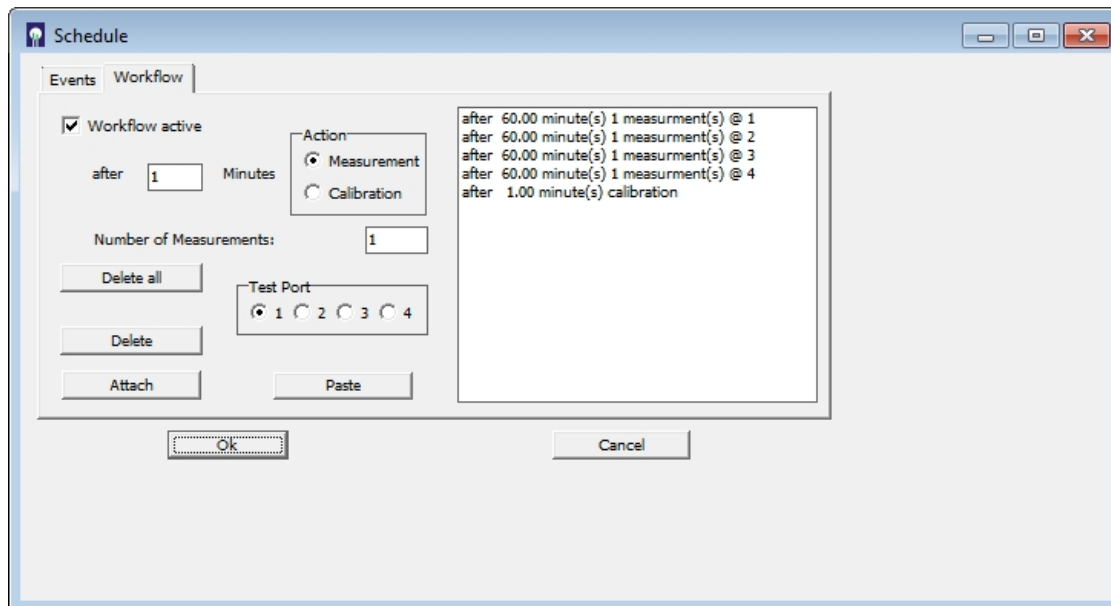 Schedule
Events Workflow
Workflow active
after 1 Minutes
Action
Measurement
Calibration
Number of Measurements: 1
Delete all
Test Port
1 2 3 4
Delete
Attach Paste
after 60.00 minute(s) 1 measurment(s) @ 1
after 60.00 minute(s) 1 measurment(s) @ 2
after 60.00 minute(s) 1 measurment(s) @ 3
after 60.00 minute(s) 1 measurment(s) @ 4
after 1.00 minute(s) calibration
Ok Cancel